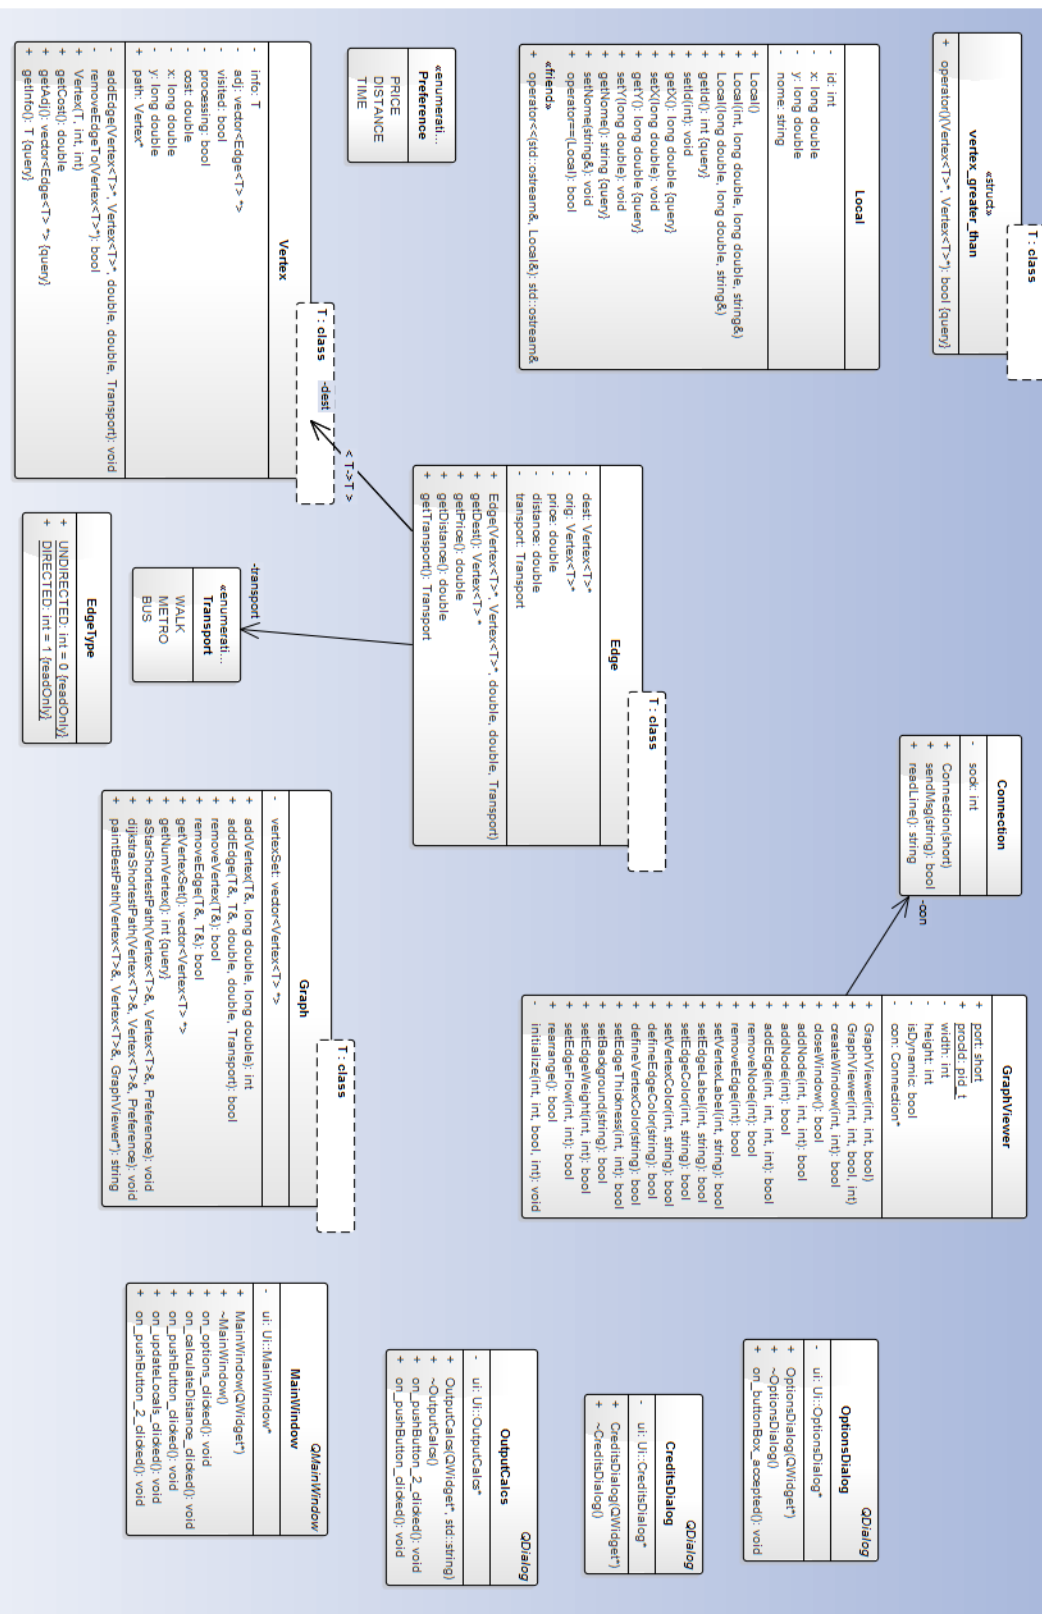 T : class
«struct»
vertex_greater_than
+ operator()(Vertex<T>*, Vertex<T>*): bool {query}
Local
- id: int
- x: long double
- y: long double
- nome: string
+ Local()
+ Local(int, long double, long double, string&)
+ Local(long double, long double, string&)
+ getId(): int {query}
+ setId(int): void
+ getX(): long double {query}
+ setX(long double): void
+ getY(): long double {query}
+ setY(long double): void
+ getNome(): string {query}
+ setNome(string&): void
+ operator==(Local): bool
«friend»
+ operator<<(std::ostream&, Local&): std::ostream&
«enumerati...
Preference
PRICE
DISTANCE
TIME
T : class
Vertex
- info: T
- adj: vector<Edge<T> *>
- visited: bool
- processing: bool
- cost: double
- x: long double
- y: long double
+ path: Vertex*
- addEdge(Vertex<T>*, Vertex<T>*, double, double, Transport): void
- removeEdgeTo(Vertex<T>*): bool
+ Vertex(T, int, int)
+ getCost(): double
+ getAdj(): vector<Edge<T> *> {query}
+ getInfo(): T {query}
-dest
< T->T >
T : class
Edge
- dest: Vertex<T>*
- orig: Vertex<T>*
- price: double
- distance: double
- transport: Transport
+ Edge(Vertex<T>*, Vertex<T>*, double, double, Transport)
+ getDest(): Vertex<T> *
+ getPrice(): double
+ getDistance(): double
+ getTransport(): Transport
-transport
«enumerati...
Transport
WALK
METRO
BUS
EdgeType
+ UNDIRECTED: int = 0 {readOnly}
+ DIRECTED: int = 1 {readOnly}
Connection
- sock: int
+ Connection(short)
+ sendMsg(string): bool
+ readLine(): string
-con
GraphViewer
+ port: short
+ procId: pid_t
- width: int
- height: int
- isDynamic: bool
- con: Connection*
+ GraphViewer(int, int, bool)
+ GraphViewer(int, int, bool, int)
+ createWindow(int, int): bool
+ closeWindow(): bool
+ addNode(int, int, int): bool
+ addNode(int): bool
+ addEdge(int, int, int, int): bool
+ removeNode(int): bool
+ removeEdge(int): bool
+ setVertexLabel(int, string): bool
+ setEdgeLabel(int, string): bool
+ setEdgeColor(int, string): bool
+ setVertexColor(int, string): bool
+ defineEdgeColor(string): bool
+ defineVertexColor(string): bool
+ setEdgeThickness(int, int): bool
+ setBackground(string): bool
+ setEdgeWeight(int, int): bool
+ setEdgeFlow(int, int): bool
+ rearrange(): bool
- initialize(int, int, bool, int): void
T : class
Graph
- vertexSet: vector<Vertex<T> *>
+ addVertex(T&, long double, long double): int
+ addEdge(T&, T&, double, double, Transport): bool
+ removeVertex(T&): bool
+ removeEdge(T&, T&): bool
+ getVertexSet(): vector<Vertex<T> *>
+ getNumVertex(): int {query}
+ aStarShortestPath(Vertex<T>&, Vertex<T>&, Preference): void
+ dijkstraShortestPath(Vertex<T>&, Vertex<T>&, Preference): void
+ paintBestPath(Vertex<T>&, Vertex<T>&, GraphViewer*): string
QDialog
OptionsDialog
- ui: Ui::OptionsDialog*
+ OptionsDialog(QWidget*)
+ ~OptionsDialog()
+ on_buttonBox_accepted(): void
QDialog
CreditsDialog
- ui: Ui::CreditsDialog*
+ CreditsDialog(QWidget*)
+ ~CreditsDialog()
QDialog
OutputCalcs
- ui: Ui::OutputCalcs*
+ OutputCalcs(QWidget*, std::string)
+ ~OutputCalcs()
+ on_pushButton_2_clicked(): void
+ on_pushButton_clicked(): void
QMainWindow
MainWindow
- ui: Ui::MainWindow*
+ MainWindow(QWidget*)
+ ~MainWindow()
+ on_options_clicked(): void
+ on_calculateDistance_clicked(): void
+ on_pushButton_clicked(): void
+ on_updateLocals_clicked(): void
+ on_pushButton_2_clicked(): void